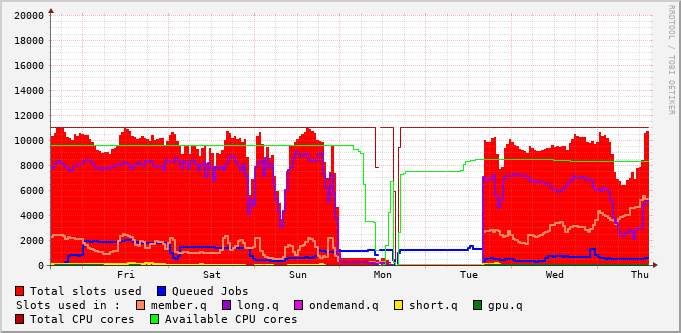 20000
18000
16000
14000
12000
10000
8000
6000
4000
2000
0
Fri Sat Sun Mon Tue Wed Thu
Total slots used Queued Jobs
Slots used in : member.q long.q ondemand.q short.q gpu.q
Total CPU cores Available CPU cores
RRDTOOL / TOBI OETIKER